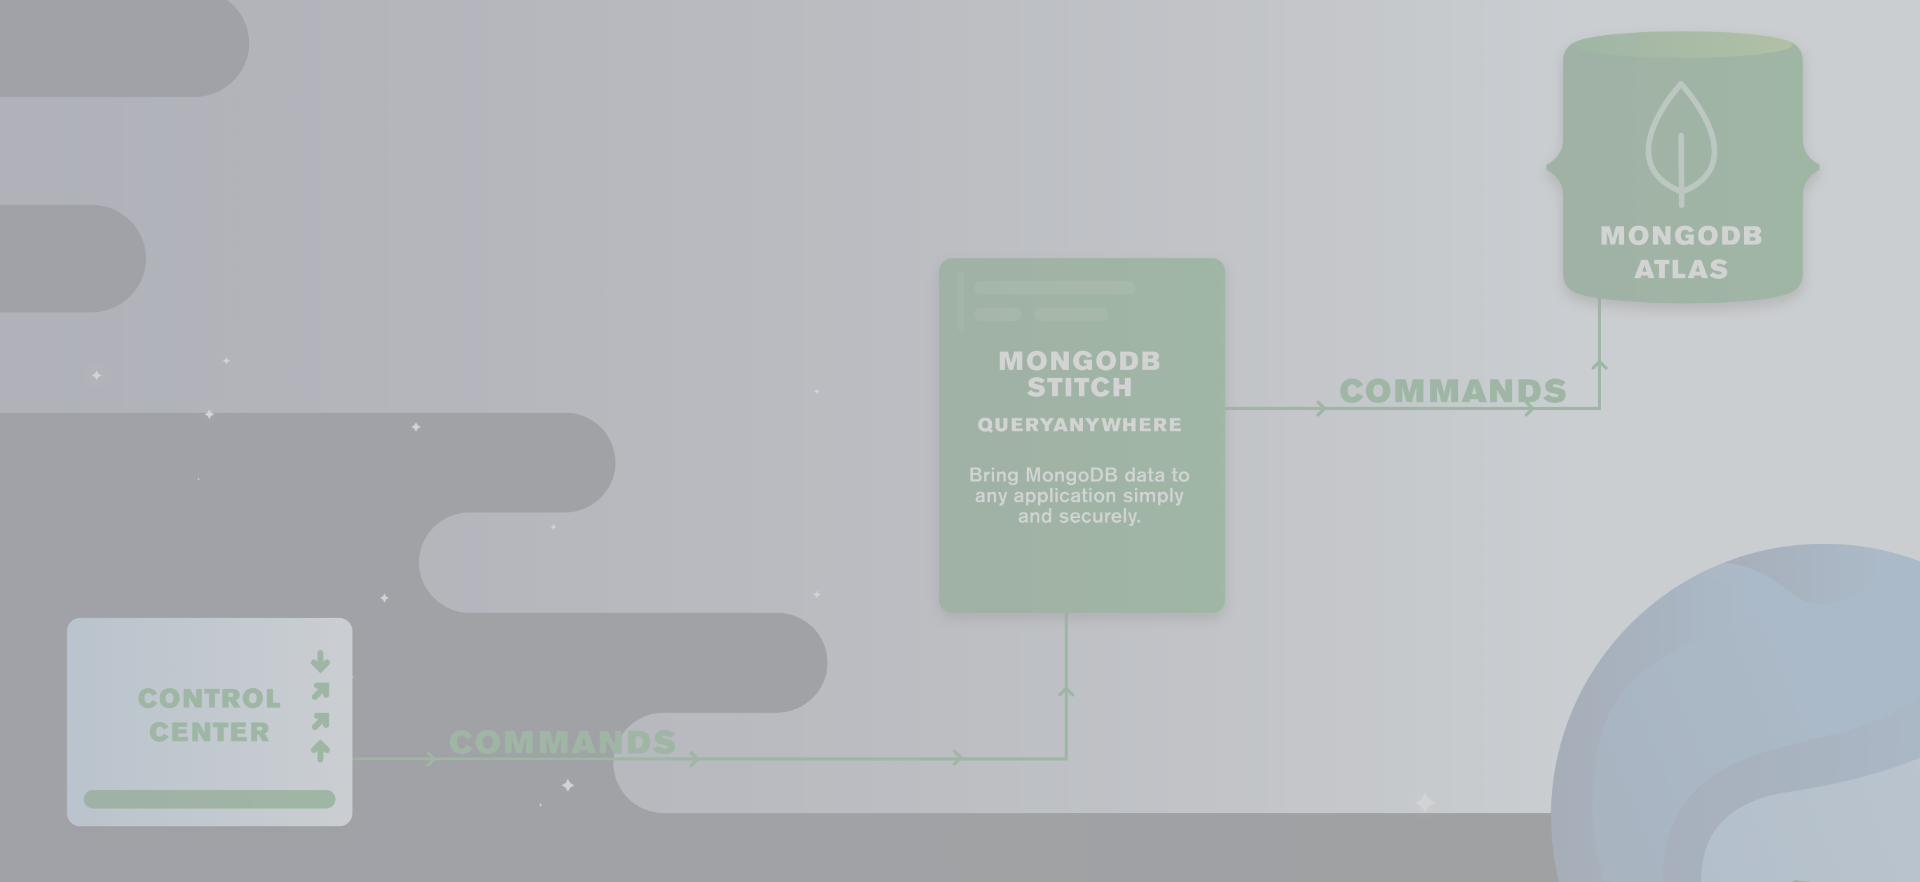 MONGODB
ATLAS
MONGODB
STITCH
QUERYANYWHERE
Bring MongoDB data to
any application simply
and securely.
COMMANDS
CONTROL
CENTER
COMMANDS